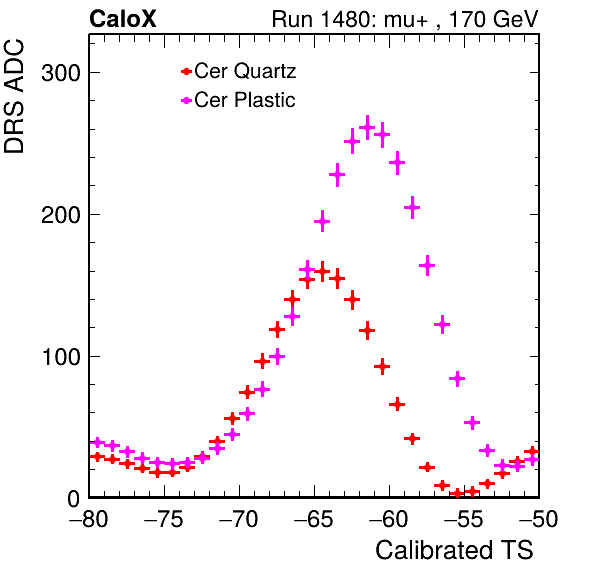 CaloX Run 1480: mu+ , 170 GeV
DRS ADC
Cer Quartz
Cer Plastic
300
200
100
0
−80 −75 −70 −65 −60 −55 −50
Calibrated TS